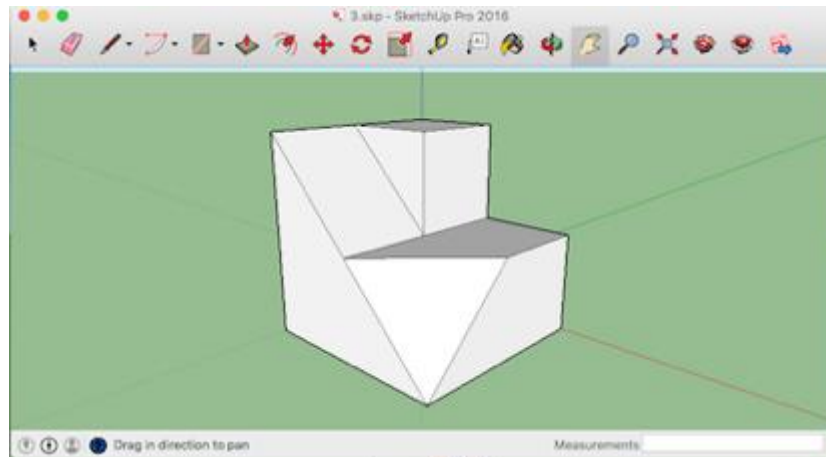 3.skp - SketchUp Pro 2016
Drag in direction to pan
Measurements